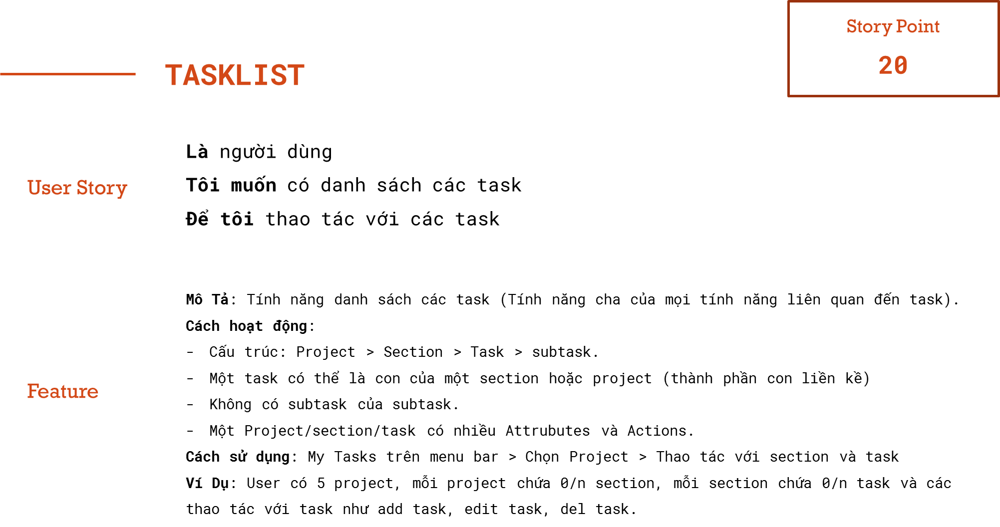 Story Point
20
TASKLIST
User Story
Là người dùng
Tôi muốn có danh sách các task
Để tôi thao tác với các task
Feature
Mô Tả: Tính năng danh sách các task (Tính năng cha của mọi tính năng liên quan đến task).
Cách hoạt động:
- Cấu trúc: Project > Section > Task > subtask.
- Một task có thể là con của một section hoặc project (thành phần con liền kề)
- Không có subtask của subtask.
- Một Project/section/task có nhiều Attrubutes và Actions.
Cách sử dụng: My Tasks trên menu bar > Chọn Project > Thao tác với section và task
Ví Dụ: User có 5 project, mỗi project chứa 0/n section, mỗi section chứa 0/n task và các
thao tác với task như add task, edit task, del task.